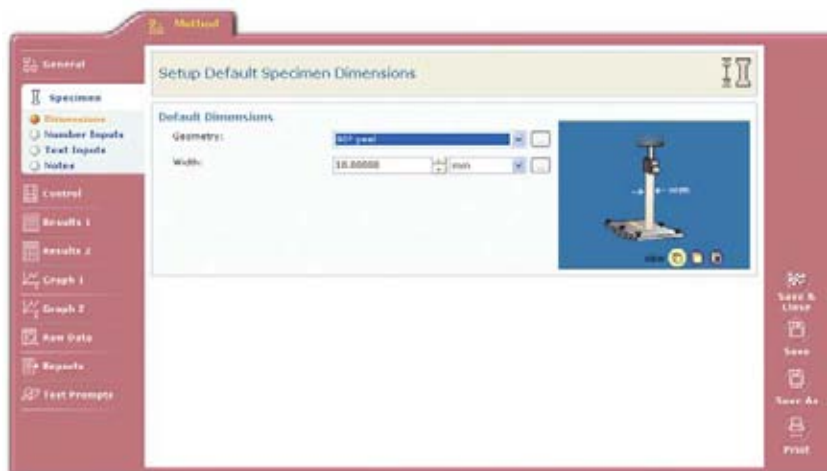 Method
General
Specimen
Dimensions
Number Inputs
Text Inputs
Notes
Control
Results 1
Results 2
Graph 1
Graph 2
Raw Data
Reports
Test Prompts
Setup Default Specimen Dimensions
Default Dimensions
Geometry:
90° peel
Width:
10.00000
mm
width
view
Save &
Close
Save
Save As
Print